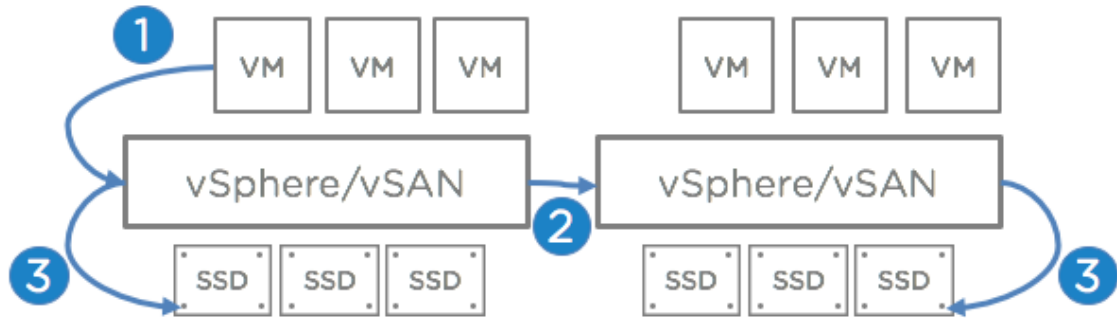 1
VM VM VM VM VM VM
vSphere/vSAN vSphere/vSAN
2
3 SSD SSD SSD SSD SSD SSD 3